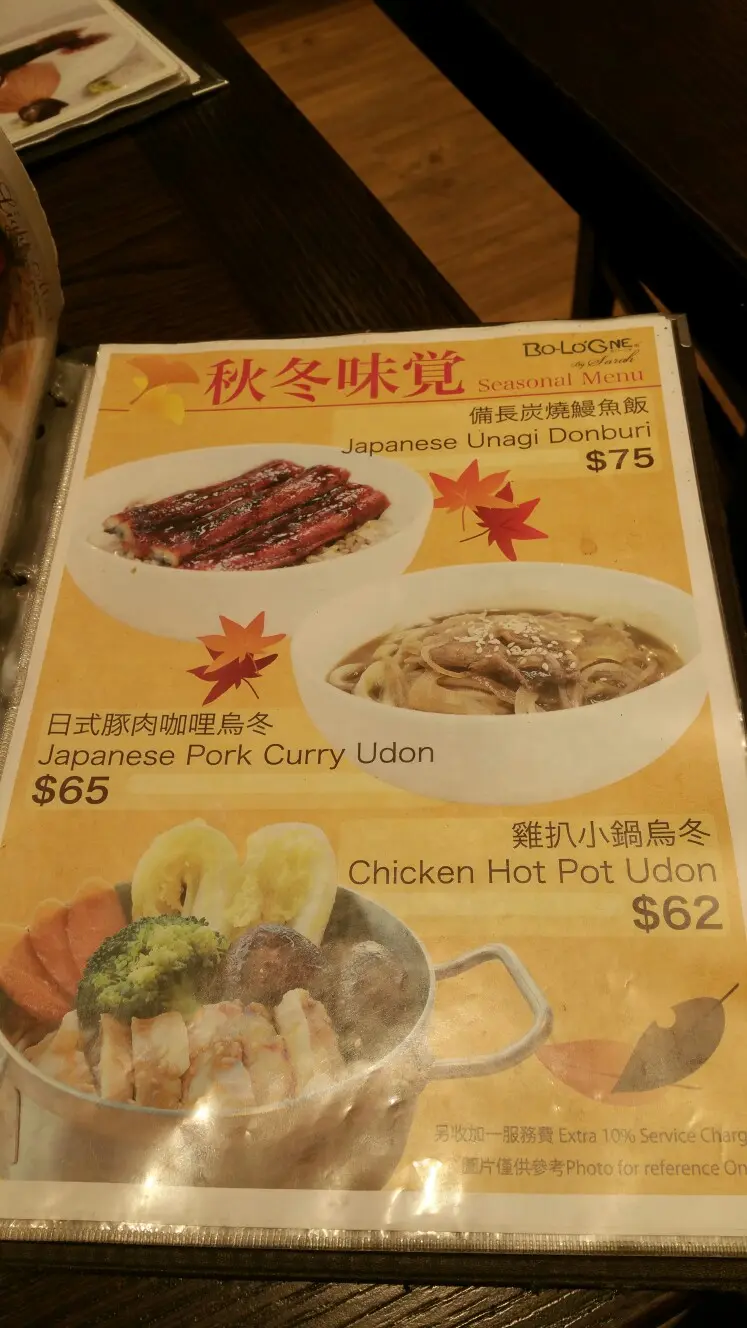 BO-LO'GNE
By Sarah
秋冬味覚 Seasonal Menu
備長炭燒鰻魚飯
Japanese Unagi Donburi
$75
日式豚肉咖哩烏冬
Japanese Pork Curry Udon
$65
雞扒小鍋烏冬
Chicken Hot Pot Udon
$62
另收加一服務費 Extra 10% Service Charg
圖片僅供參考Photo for reference On